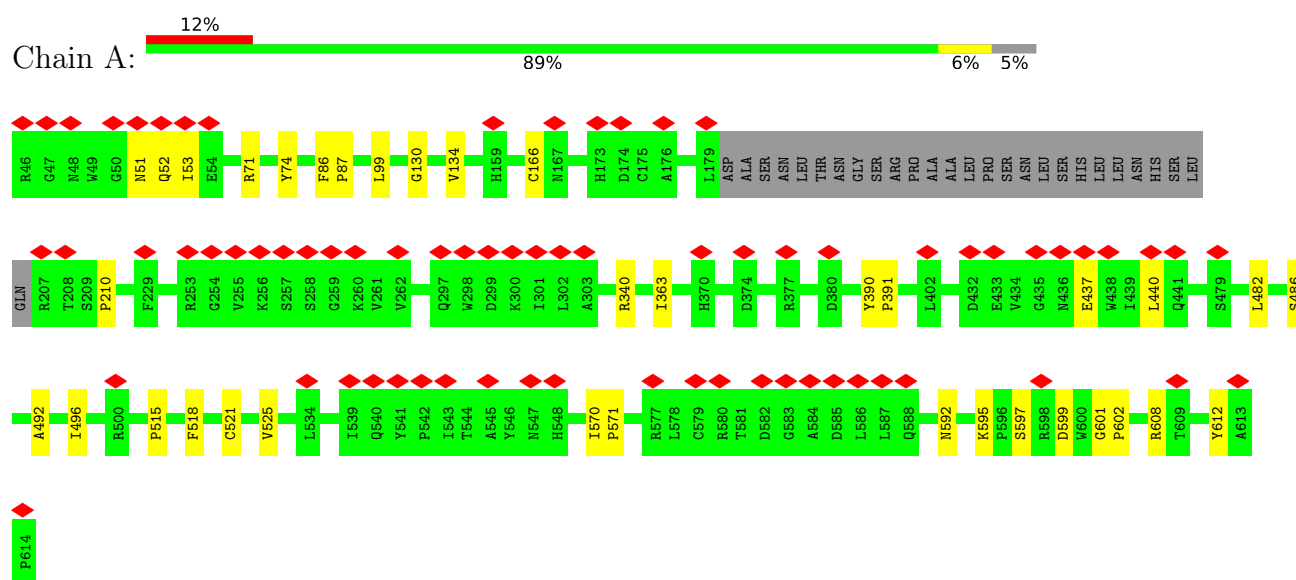 12%
Chain A:
89% 6% 5%
R46 G47 N48 W49 G50 N51 Q52 I53 E54 R71 Y74 F86 P87 L99 G130 V134 H159 C166 N167 H173 D174 C175 A176 L179 ASP ALA SER ASN LEU THR ASN GLY SER ARG PRO ALA ALA LEU PRO SER ASN LEU SER HIS LEU LEU ASN HIS SER LEU
GLN R207 T208 S209 P210 F229 R253 G254 V255 K256 S257 S258 G259 K260 V261 V262 Q297 W298 D299 K300 I301 L302 A303 R340 I363 H370 D374 R377 D380 Y390 P391 L402 D432 E433 V434 G435 N436 E437 W438 I439 L440 Q441 S479 L482 S486
A492 I496 R500 P515 F518 C521 V525 L534 I539 Q540 Y541 P542 I543 T544 A545 Y546 N547 H548 I570 P571 R577 L578 C579 R580 T581 D582 G583 A584 D585 L586 L587 Q588 N592 K595 P596 S597 R598 D599 W600 G601 P602 R608 T609 Y612 A613
P614